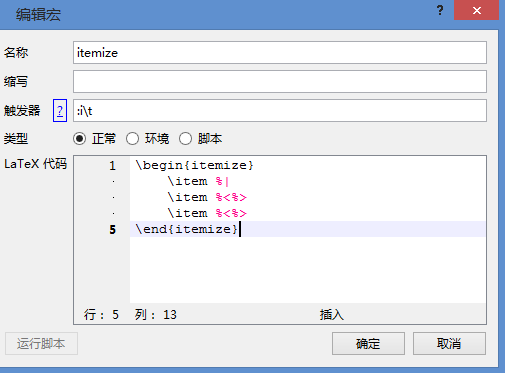 编辑宏
? ×
名称 itemize
缩写
触发器 ? :i\t
类型 正常 环境 脚本
LaTeX 代码
1 \begin{itemize}
· \item %|
· \item %<%>
· \item %<%>
5 \end{itemize}
行: 5 列: 13 插入
运行脚本 确定 取消